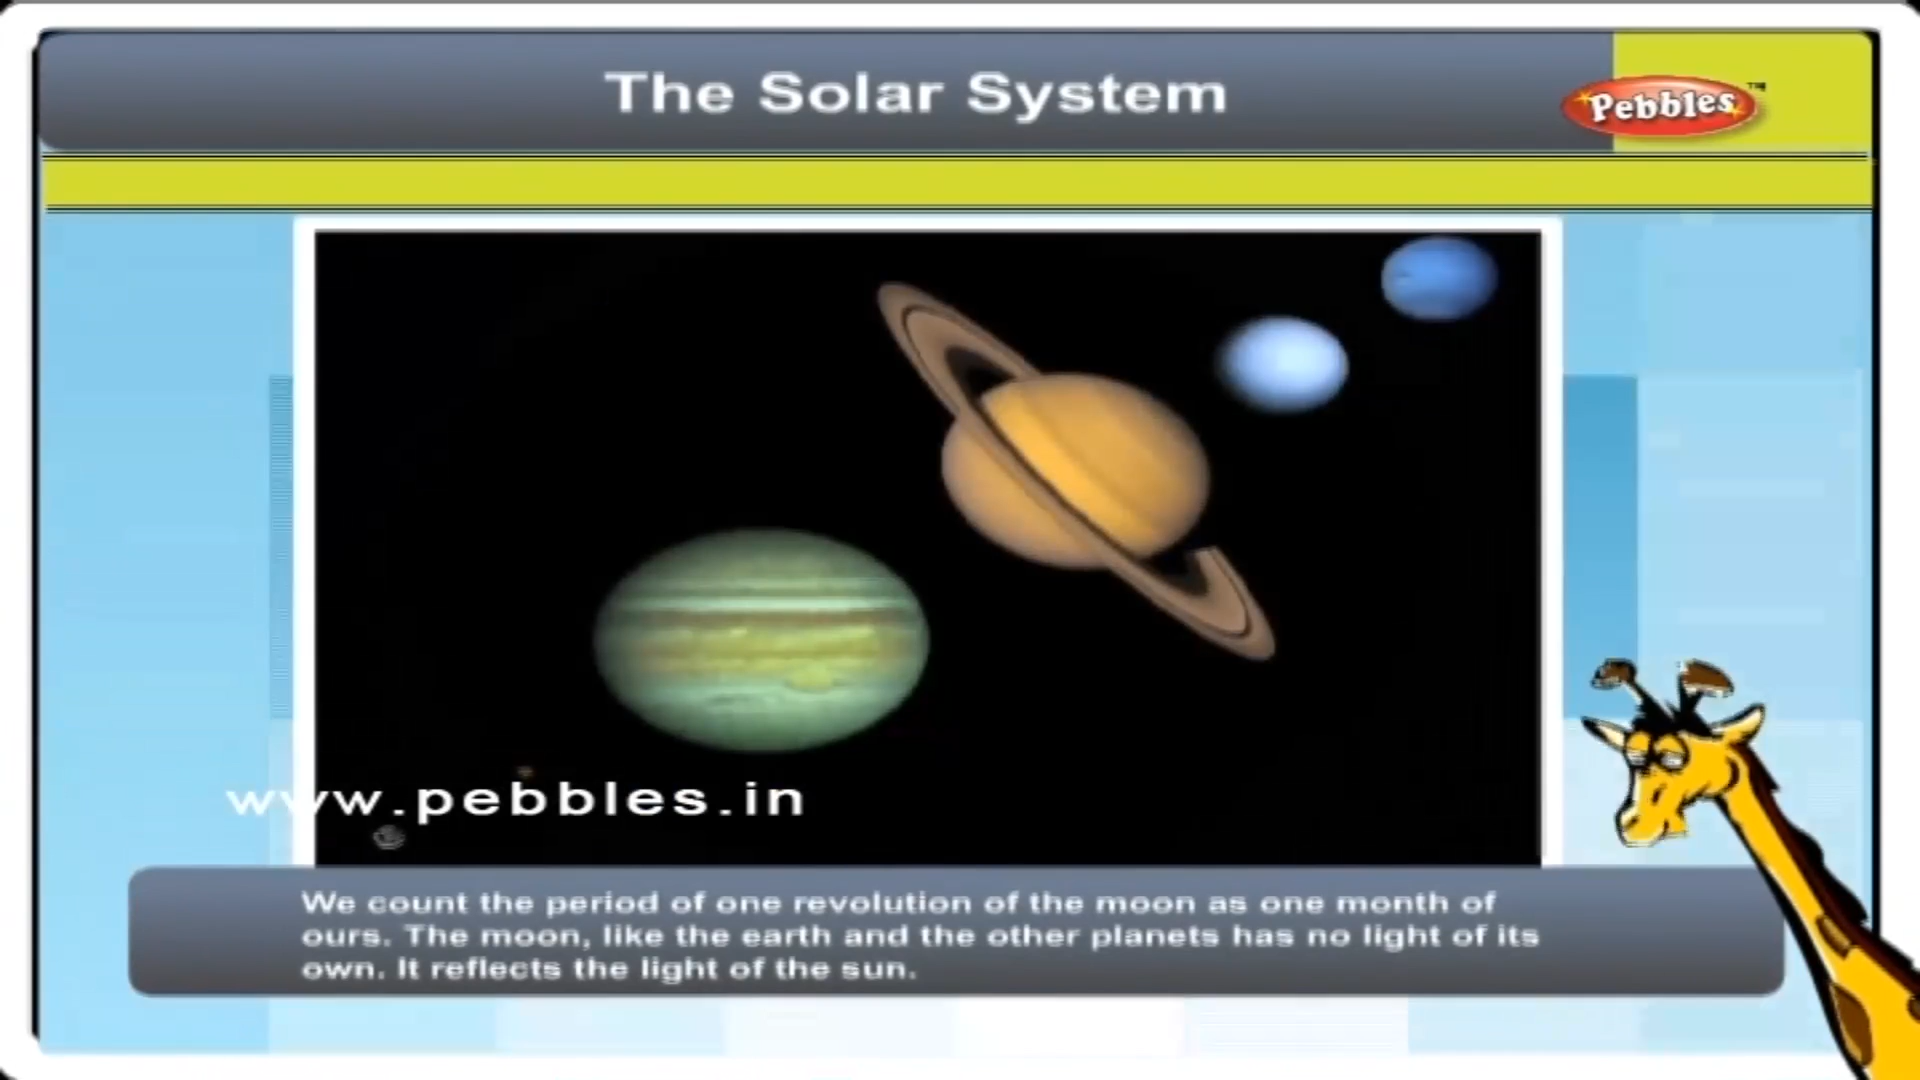 The Solar System
Pebbles™
www.pebbles.in
We count the period of one revolution of the moon as one month of
ours. The moon, like the earth and the other planets has no light of its
own. It reflects the light of the sun.